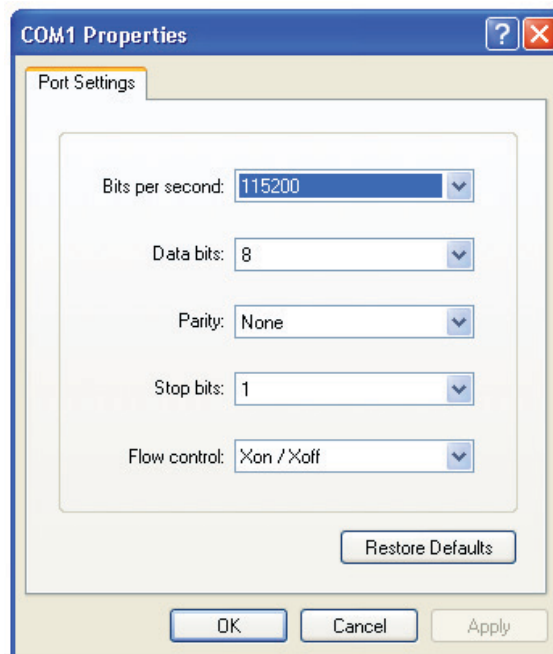 COM1 Properties
Port Settings
Bits per second: 115200
Data bits: 8
Parity: None
Stop bits: 1
Flow control: Xon / Xoff
Restore Defaults
OK Cancel Apply